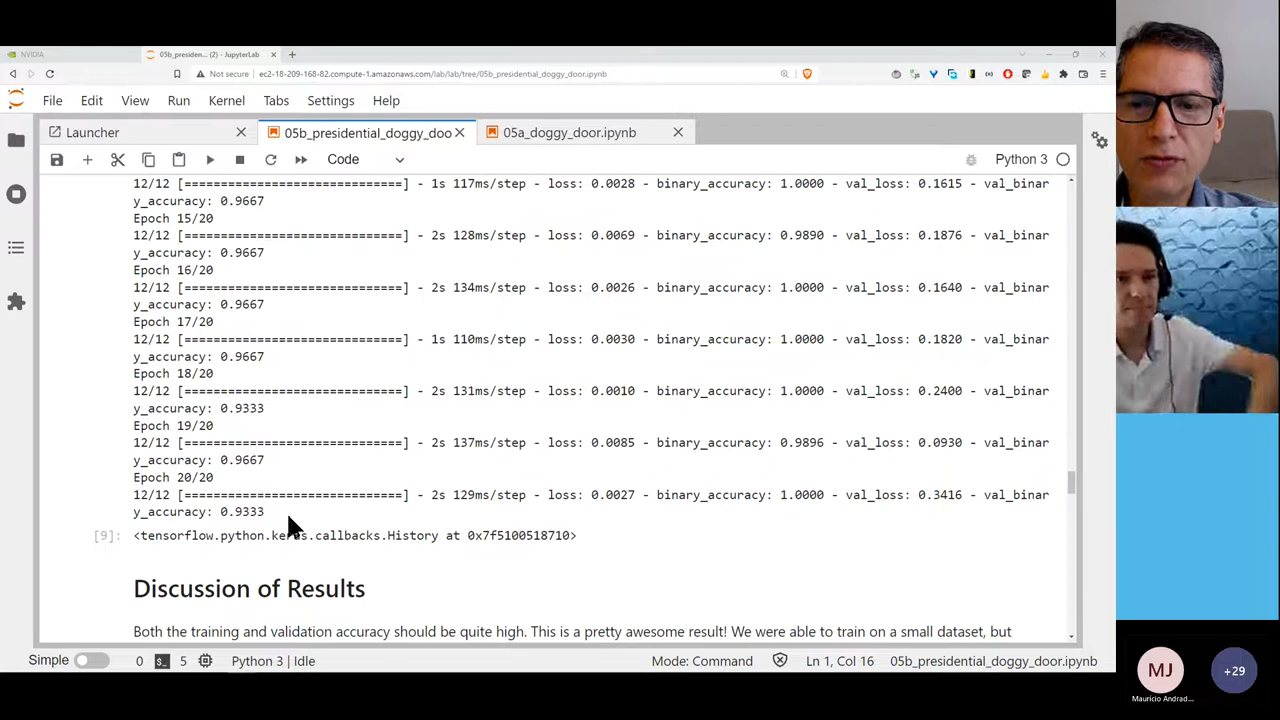 NVIDIA
05b_presiden... (2) - JupyterLab
Not secure
ec2-18-209-168-82.compute-1.amazonaws.com/lab/lab/tree/05b_presidential_doggy_door.ipynb
File Edit View Run Kernel Tabs Settings Help
Launcher
05b_presidential_doggy_doo
05a_doggy_door.ipynb
Code
Python 3
12/12 [==============================] - 1s 117ms/step - loss: 0.0028 - binary_accuracy: 1.0000 - val_loss: 0.1615 - val_binar
y_accuracy: 0.9667
Epoch 15/20
12/12 [==============================] - 2s 128ms/step - loss: 0.0069 - binary_accuracy: 0.9890 - val_loss: 0.1876 - val_binar
y_accuracy: 0.9667
Epoch 16/20
12/12 [==============================] - 2s 134ms/step - loss: 0.0026 - binary_accuracy: 1.0000 - val_loss: 0.1640 - val_binar
y_accuracy: 0.9667
Epoch 17/20
12/12 [==============================] - 1s 110ms/step - loss: 0.0030 - binary_accuracy: 1.0000 - val_loss: 0.1820 - val_binar
y_accuracy: 0.9667
Epoch 18/20
12/12 [==============================] - 2s 131ms/step - loss: 0.0010 - binary_accuracy: 1.0000 - val_loss: 0.2400 - val_binar
y_accuracy: 0.9333
Epoch 19/20
12/12 [==============================] - 2s 137ms/step - loss: 0.0085 - binary_accuracy: 0.9896 - val_loss: 0.0930 - val_binar
y_accuracy: 0.9667
Epoch 20/20
12/12 [==============================] - 2s 129ms/step - loss: 0.0027 - binary_accuracy: 1.0000 - val_loss: 0.3416 - val_binar
y_accuracy: 0.9333
[9]: <tensorflow.python.keras.callbacks.History at 0x7f5100518710>
Discussion of Results
Both the training and validation accuracy should be quite high. This is a pretty awesome result! We were able to train on a small dataset, but
Simple 0 5 Python 3 | Idle Mode: Command Ln 1, Col 16 05b_presidential_doggy_door.ipynb
MJ
+29
Mauricio Andrad...